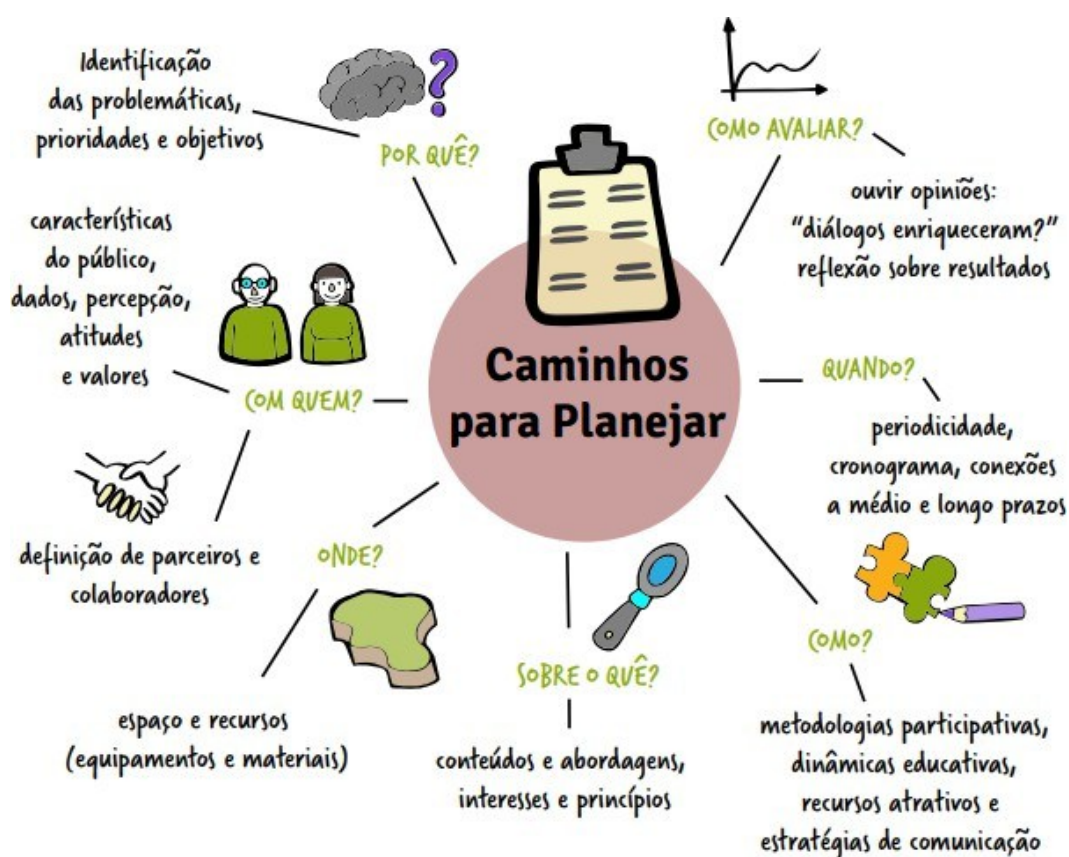 Caminhos
para Planejar
POR QUÊ?
Identificação
das problemáticas,
prioridades e objetivos
COM QUEM?
características
do público,
dados, percepção,
atitudes
e valores
definição de parceiros e
colaboradores
ONDE?
espaço e recursos
(equipamentos e materiais)
SOBRE O QUÊ?
conteúdos e abordagens,
interesses e princípios
COMO?
metodologias participativas,
dinâmicas educativas,
recursos atrativos e
estratégias de comunicação
QUANDO?
periodicidade,
cronograma, conexões
a médio e longo prazos
COMO AVALIAR?
ouvir opiniões:
“diálogos enriqueceram?”
reflexão sobre resultados